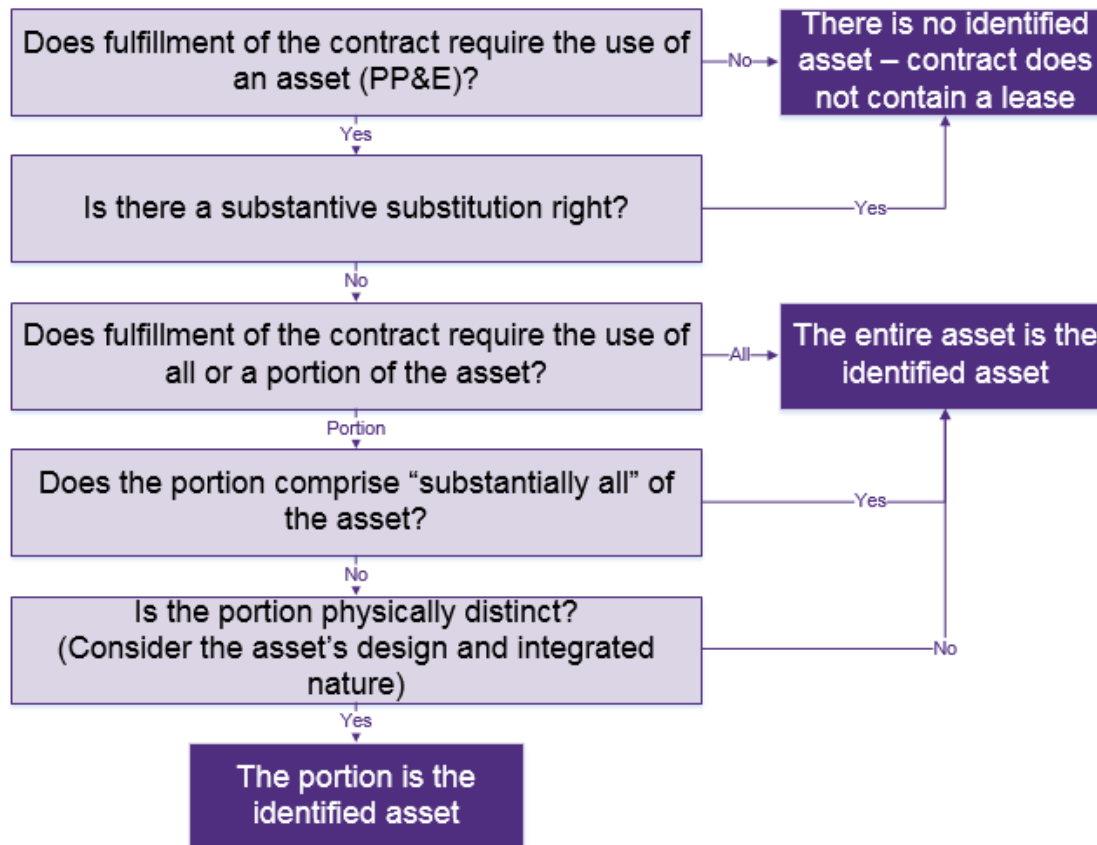 Does fulfillment of the contract require the use of
an asset (PP&E)?
No
There is no identified
asset – contract does
not contain a lease
Yes
Is there a substantive substitution right?
Yes
No
Does fulfillment of the contract require the use of
all or a portion of the asset?
All
The entire asset is the
identified asset
Portion
Does the portion comprise “substantially all” of
the asset?
Yes
No
Is the portion physically distinct?
(Consider the asset’s design and integrated
nature)
No
Yes
The portion is the
identified asset